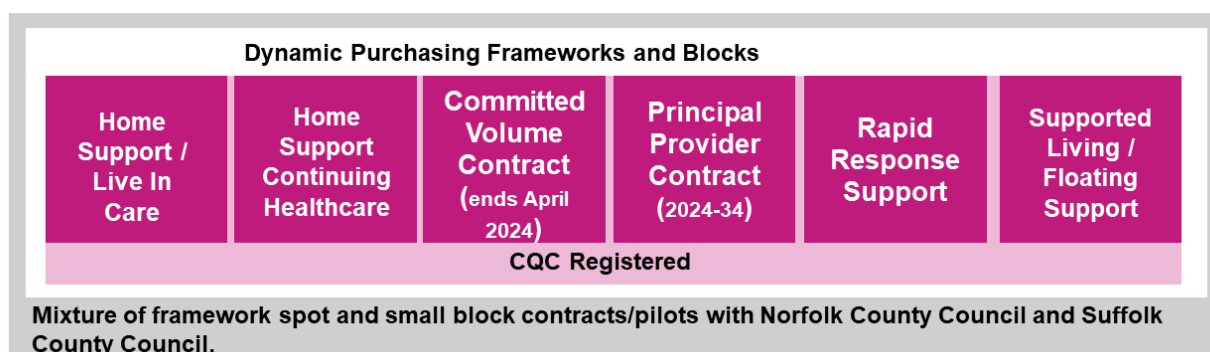 Dynamic Purchasing Frameworks and Blocks
Home
Support /
Live In
Care
Home
Support
Continuing
Healthcare
Committed
Volume
Contract
(ends April
2024)
Principal
Provider
Contract
(2024-34)
Rapid
Response
Support
Supported
Living /
Floating
Support
CQC Registered
Mixture of framework spot and small block contracts/pilots with Norfolk County Council and Suffolk
County Council.